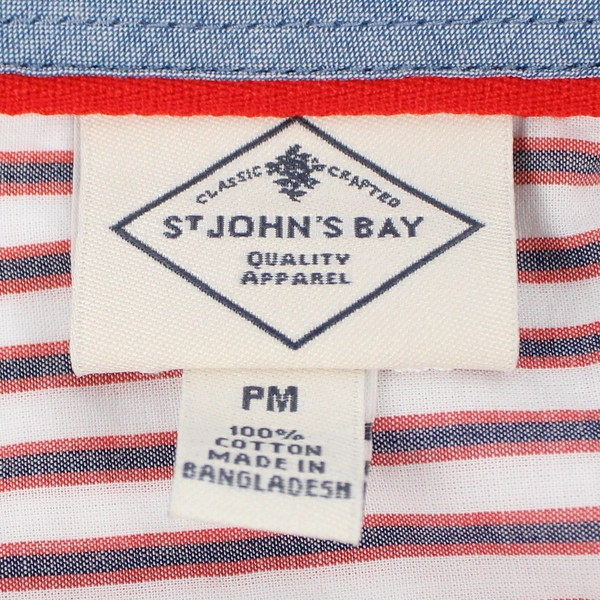 CLASSIC CRAFTED
ST JOHN'S BAY
QUALITY
APPAREL
PM
100%
COTTON
MADE IN
BANGLADESH